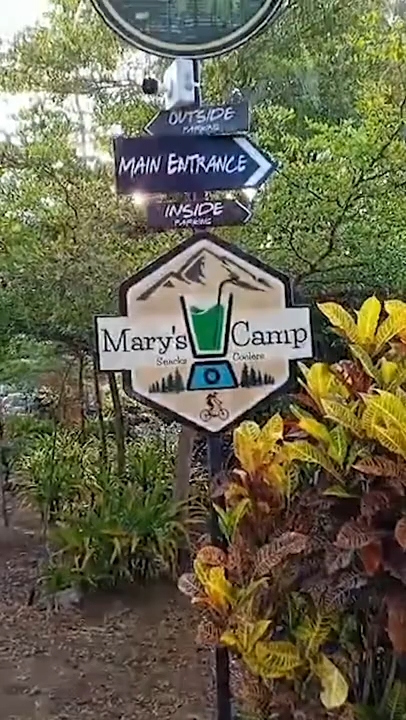 OUTSIDE
PARKING
MAIN ENTRANCE
INSIDE
PARKING
Mary's Camp
Snacks Coolers